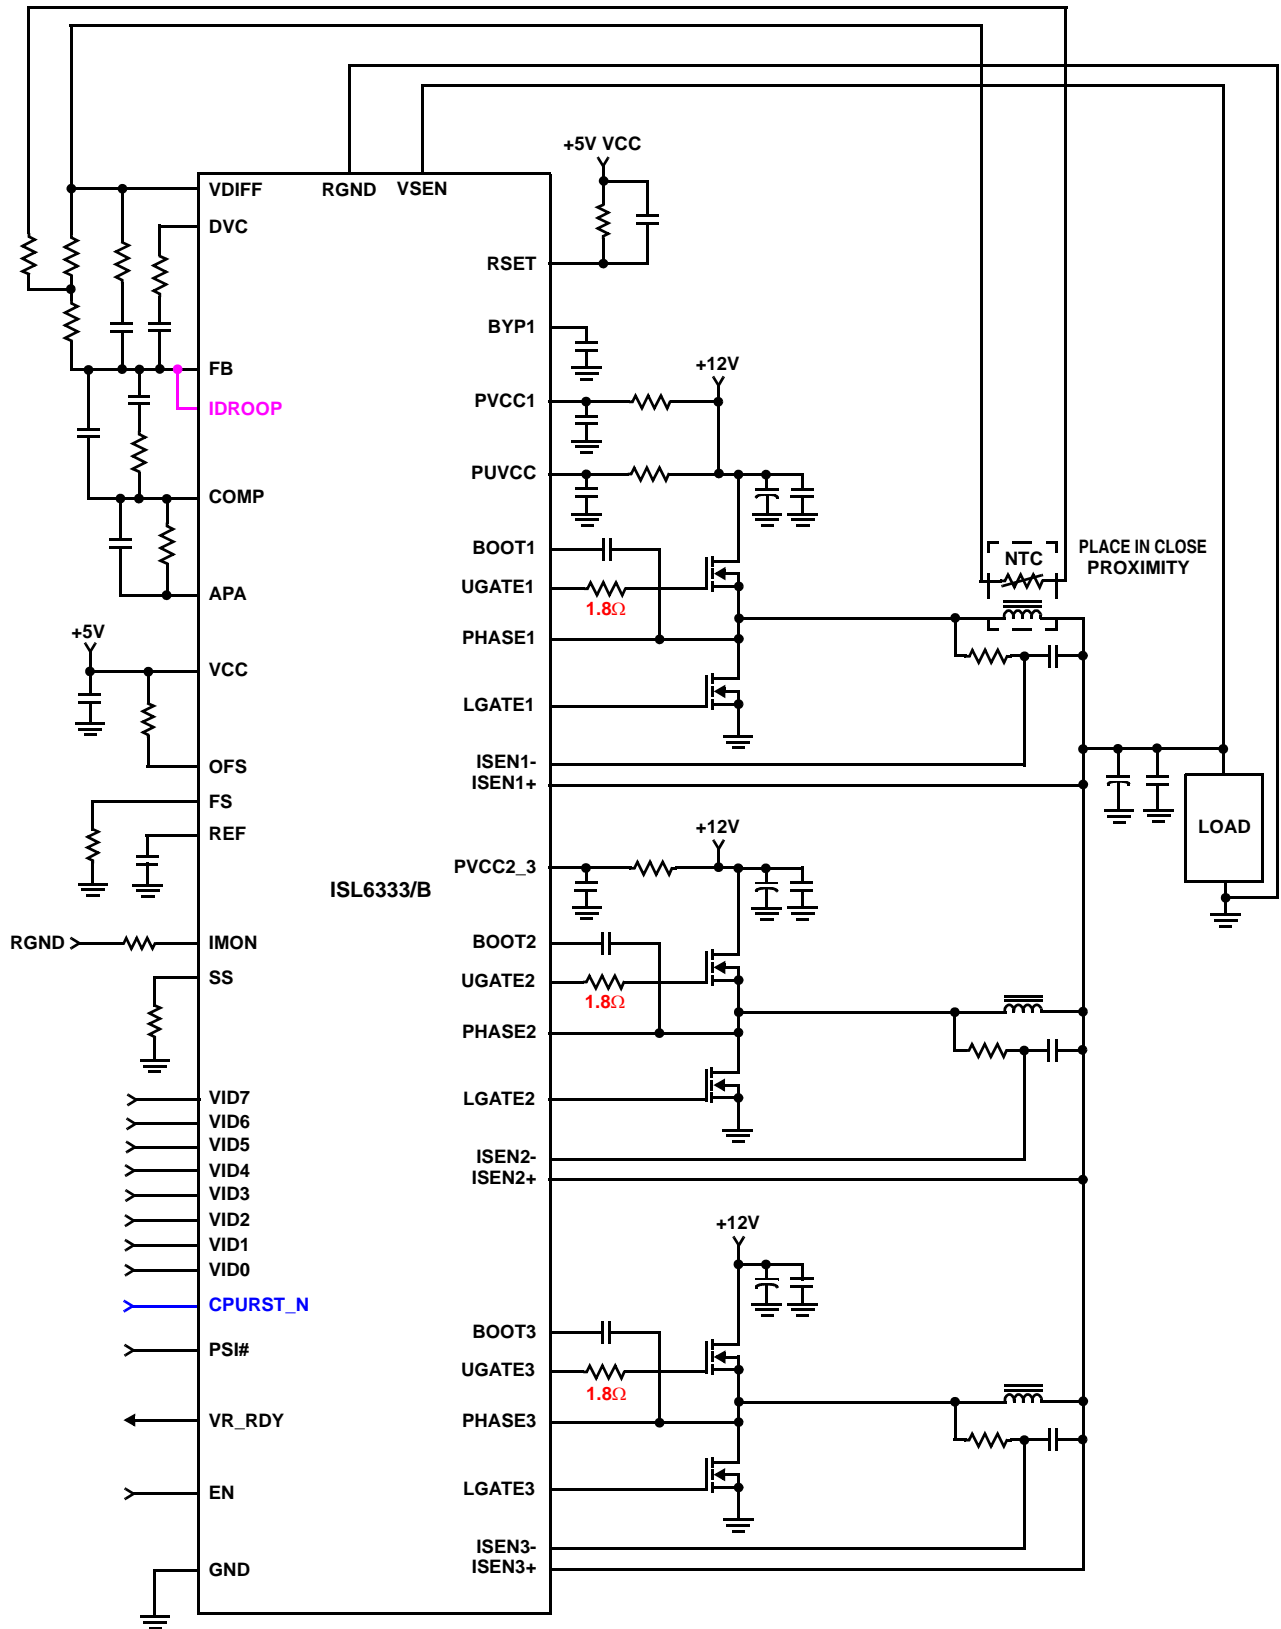 +5V VCC
VDIFF
RGND
VSEN
DVC
RSET
BYP1
+12V
FB
IDROOP
PVCC1
PUVCC
COMP
BOOT1
NTC
PLACE IN CLOSE
PROXIMITY
UGATE1
1.8Ω
APA
+5V
PHASE1
VCC
LGATE1
OFS
ISEN1-
ISEN1+
FS
REF
+12V
LOAD
PVCC2_3
ISL6333/B
RGND
IMON
BOOT2
SS
UGATE2
1.8Ω
PHASE2
VID7
LGATE2
VID6
VID5
ISEN2-
VID4
ISEN2+
VID3
VID2
+12V
VID1
VID0
CPURST_N
BOOT3
PSI#
UGATE3
1.8Ω
VR_RDY
PHASE3
EN
LGATE3
ISEN3-
ISEN3+
GND